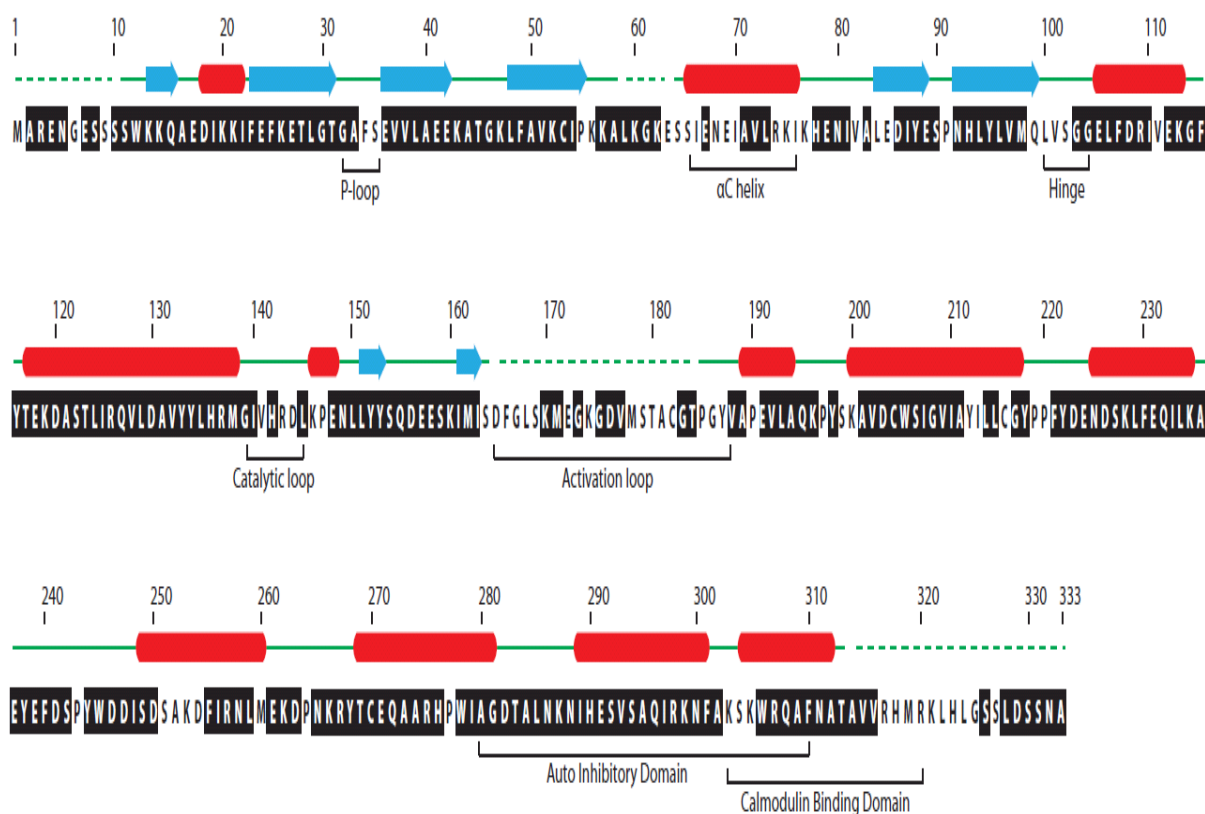 1 10 20 30 40 50 60 70 80 90 100 110
MARENGESSSSWKKQAEDIKKIFEFKETLGTGAFSEVVLAEEKATGKLFAVKCIPKKALKGKESSIENEIAVLRKIKHENIVALEDIYESPNHLYLVMQLVSGGELFDRIVEKGF
P-loop αC helix Hinge
120 130 140 150 160 170 180 190 200 210 220 230
YTEKDASTLIRQVLDAVYYLHRMGIVHRDLKPENLLYYSQDEESKIMISDFGLSKMEGKGDVMSTACGTPGYVAPEVLAQKPYSKAVDCWSIGVIAYILLCGYPPFYDENDSKLFEQILKA
Catalytic loop Activation loop
240 250 260 270 280 290 300 310 320 330 333
EYEFDSPYWDDISDSAKDFIRNLMEKDPNKRYTCEQAARHPWIAGDTALNKNIHESVSAQIRKNFAKSKWRQAFNATAVVRHMRKLHLGSSLDSSNA
Auto Inhibitory Domain
Calmodulin Binding Domain